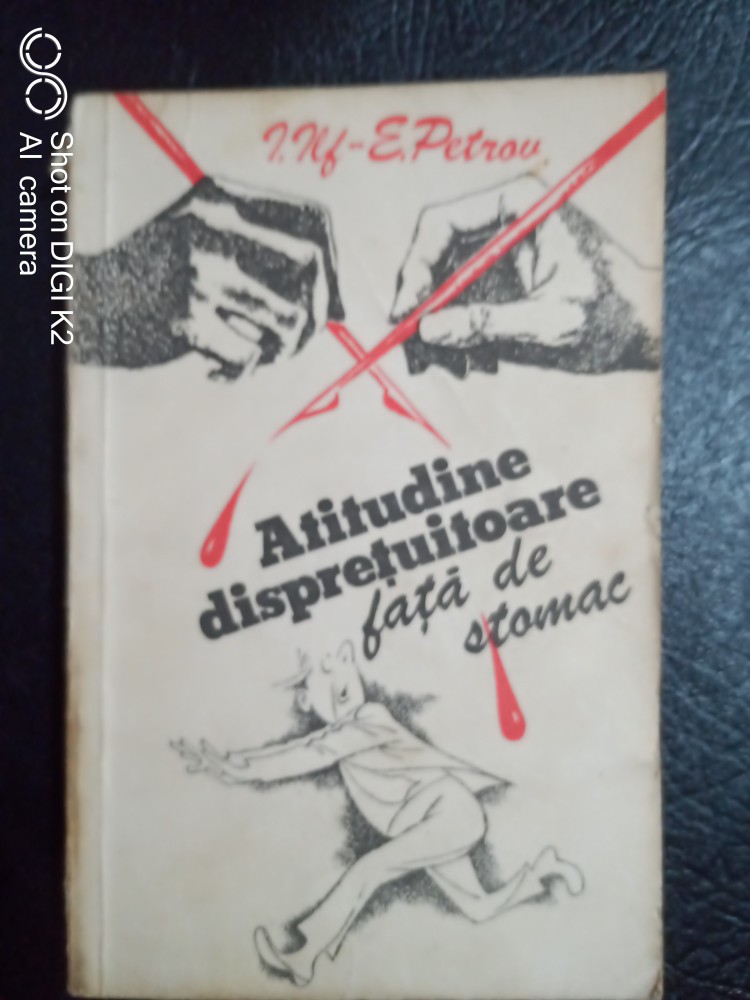 I. Ilf-E. Petrov
Atitudine
disprețuitoare
față de
stomac
Shot on DIGI K2
AI camera